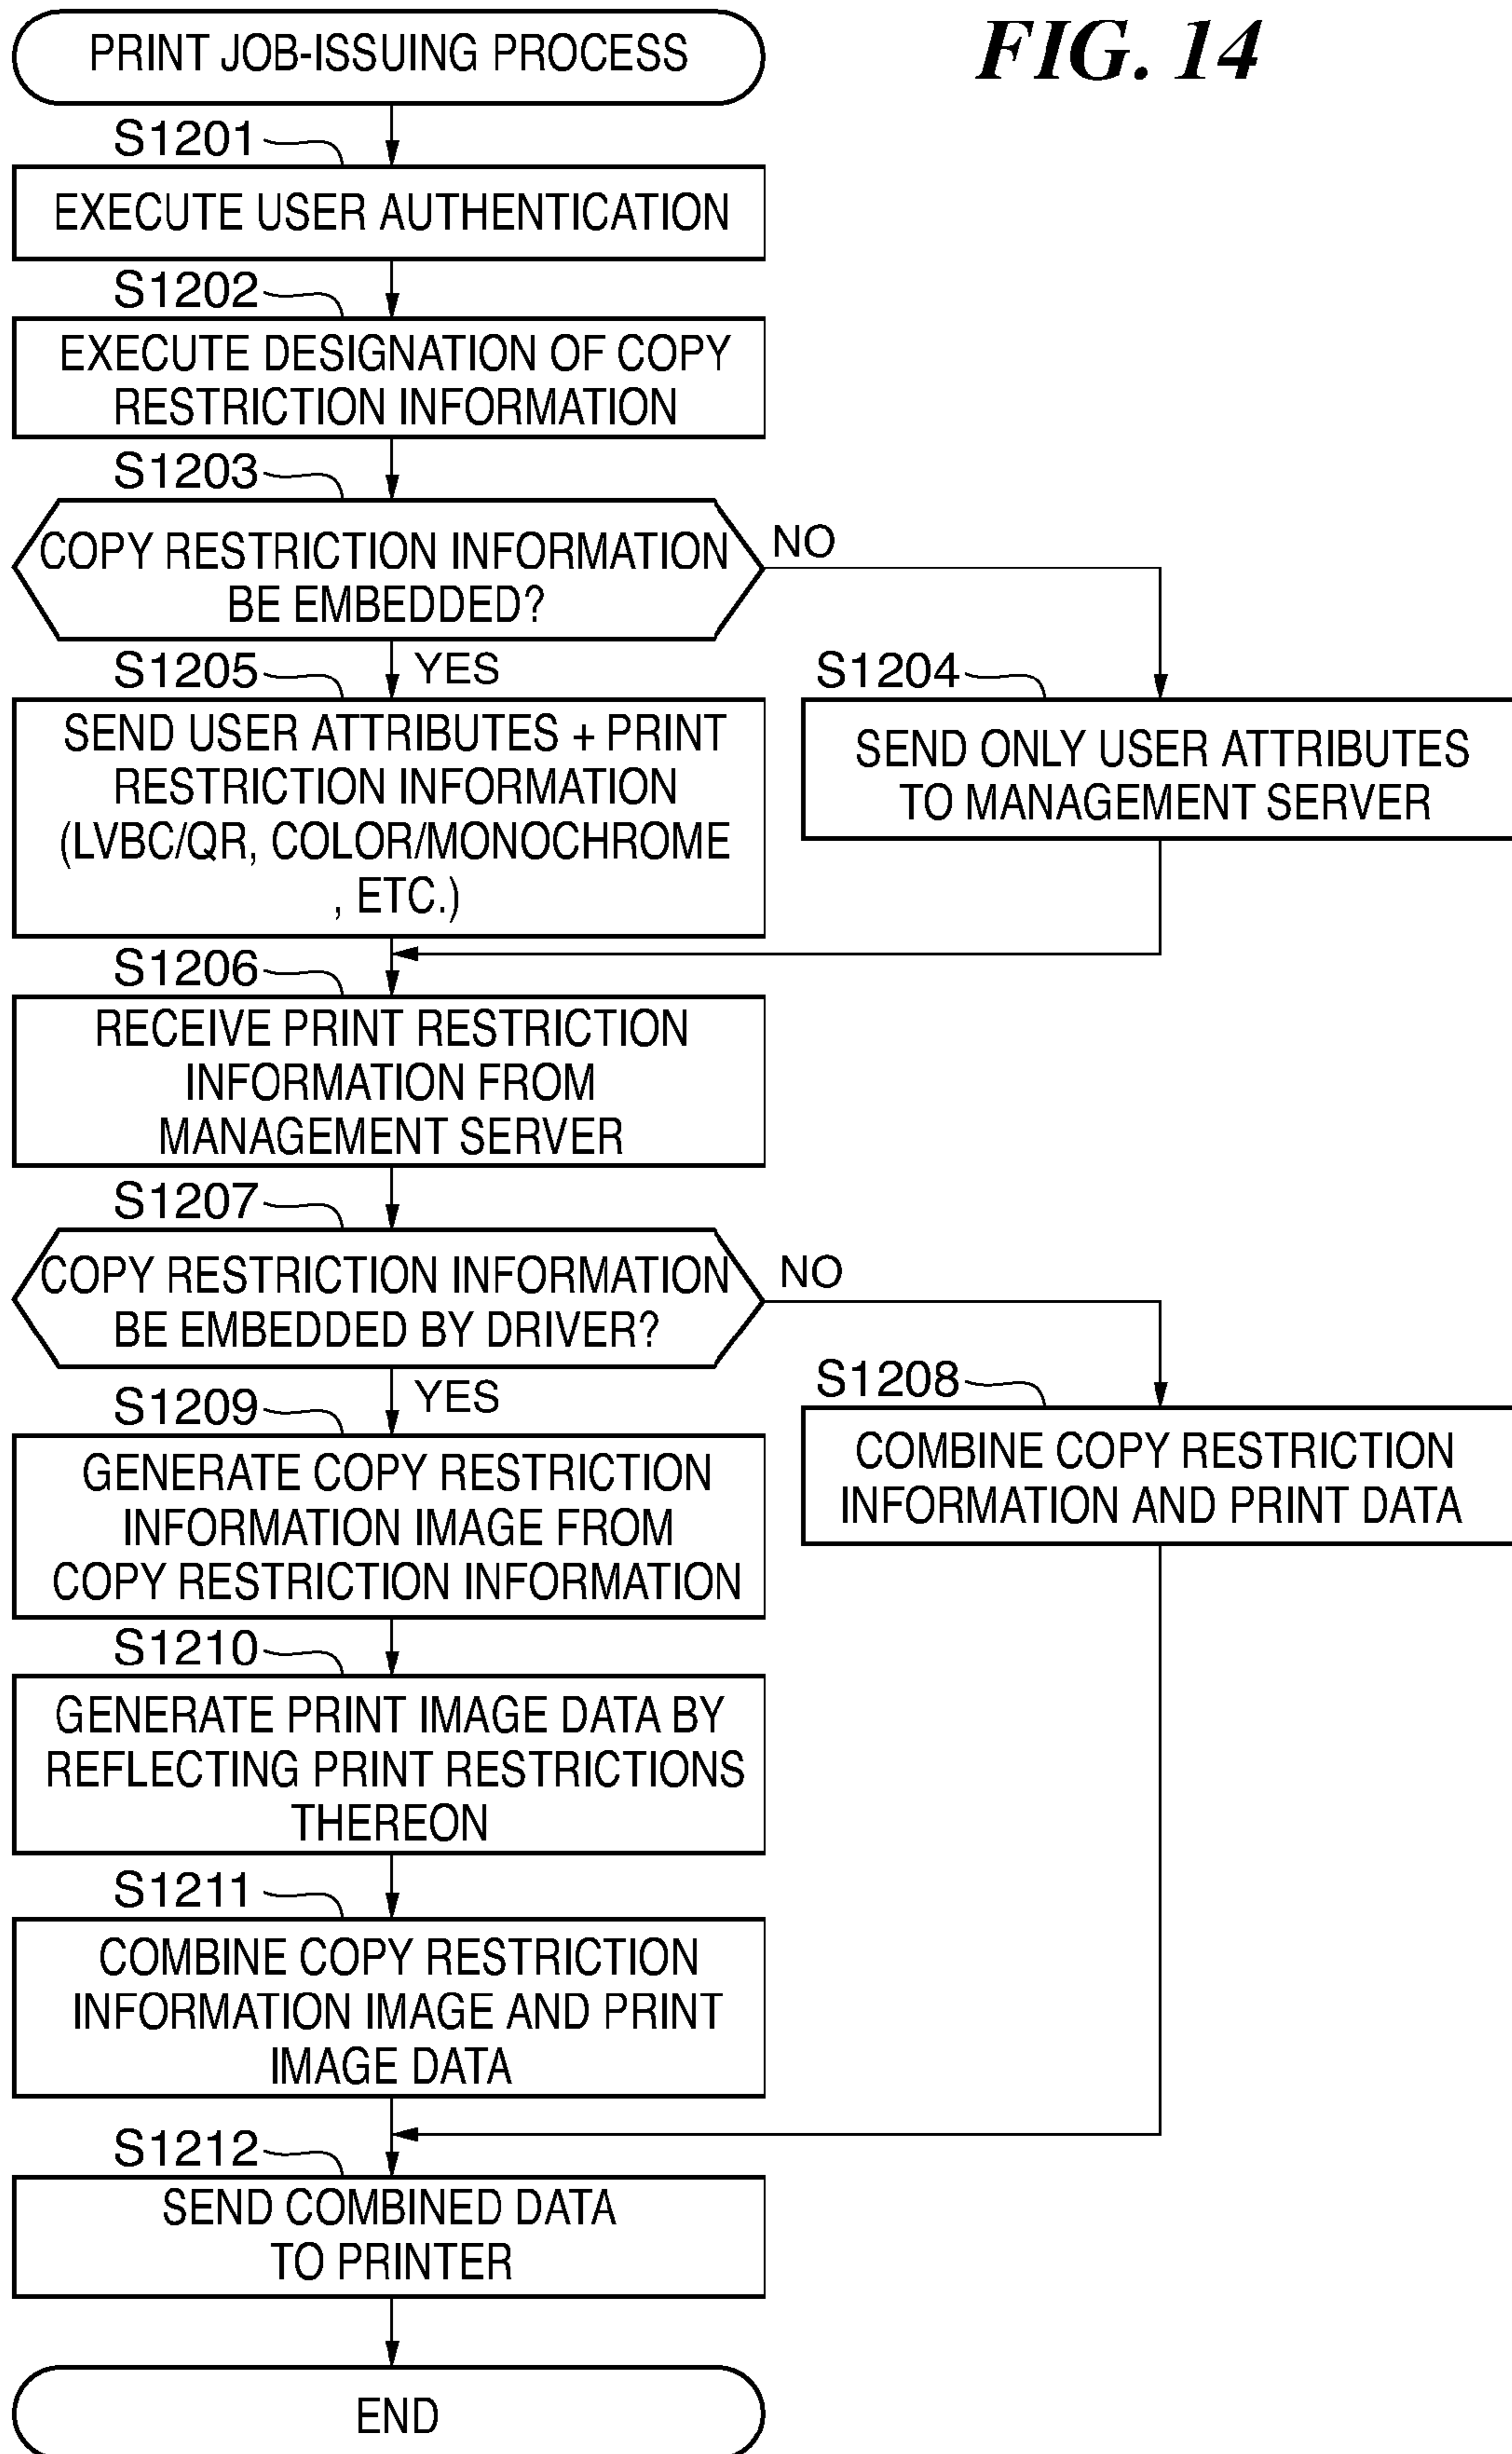 PRINT JOB-ISSUING PROCESS
FIG. 14
S1201
EXECUTE USER AUTHENTICATION
S1202
EXECUTE DESIGNATION OF COPY
RESTRICTION INFORMATION
S1203
COPY RESTRICTION INFORMATION
BE EMBEDDED?
NO
YES
S1205
SEND USER ATTRIBUTES + PRINT
RESTRICTION INFORMATION
(LVBC/QR, COLOR/MONOCHROME
, ETC.)
S1204
SEND ONLY USER ATTRIBUTES
TO MANAGEMENT SERVER
S1206
RECEIVE PRINT RESTRICTION
INFORMATION FROM
MANAGEMENT SERVER
S1207
COPY RESTRICTION INFORMATION
BE EMBEDDED BY DRIVER?
NO
YES
S1209
GENERATE COPY RESTRICTION
INFORMATION IMAGE FROM
COPY RESTRICTION INFORMATION
S1208
COMBINE COPY RESTRICTION
INFORMATION AND PRINT DATA
S1210
GENERATE PRINT IMAGE DATA BY
REFLECTING PRINT RESTRICTIONS
THEREON
S1211
COMBINE COPY RESTRICTION
INFORMATION IMAGE AND PRINT
IMAGE DATA
S1212
SEND COMBINED DATA
TO PRINTER
END